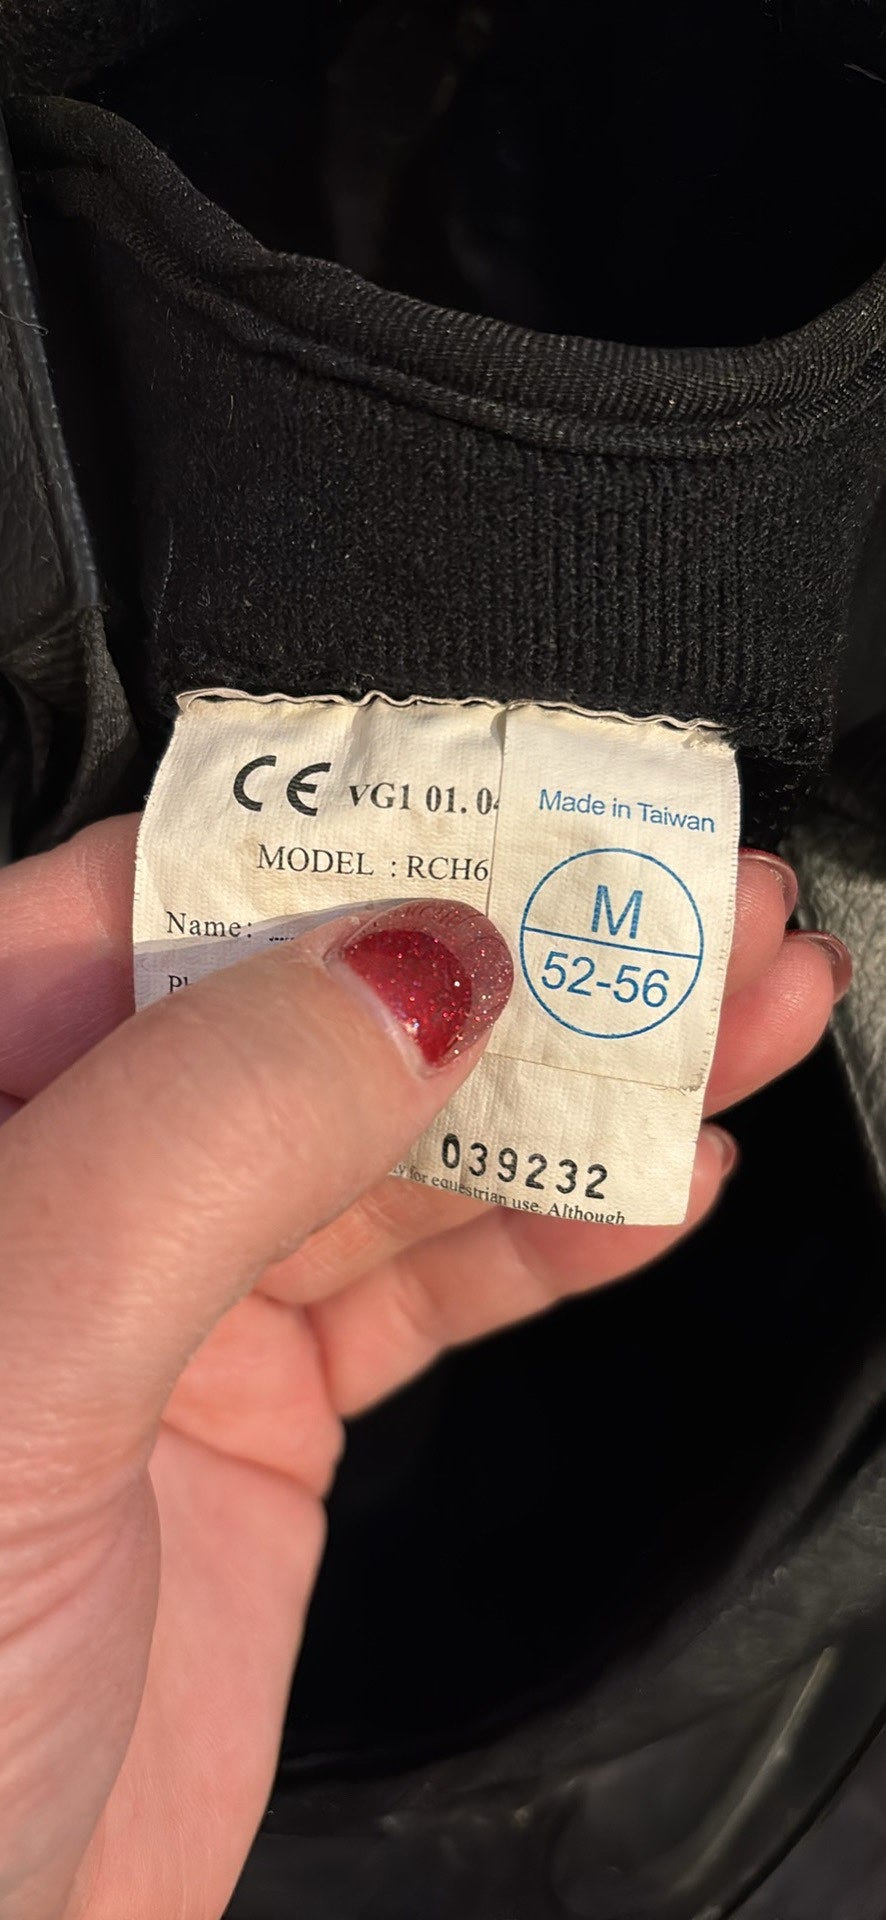 CE VG1 01.04
MODEL : RCH6
Name:
Made in Taiwan
M
52-56
039232
for equestrian use. Although